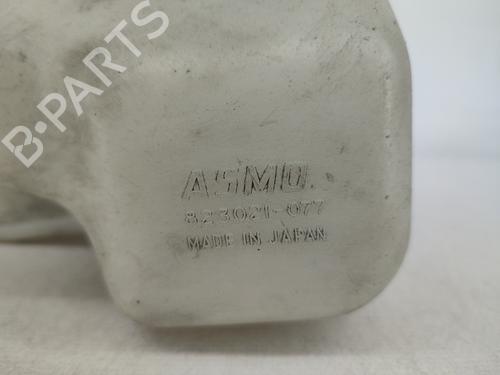 B-PARTS
ASMO.
823021-077
MADE IN JAPAN